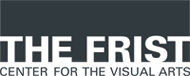 THE FRIST
CENTER FOR THE VISUAL ARTS